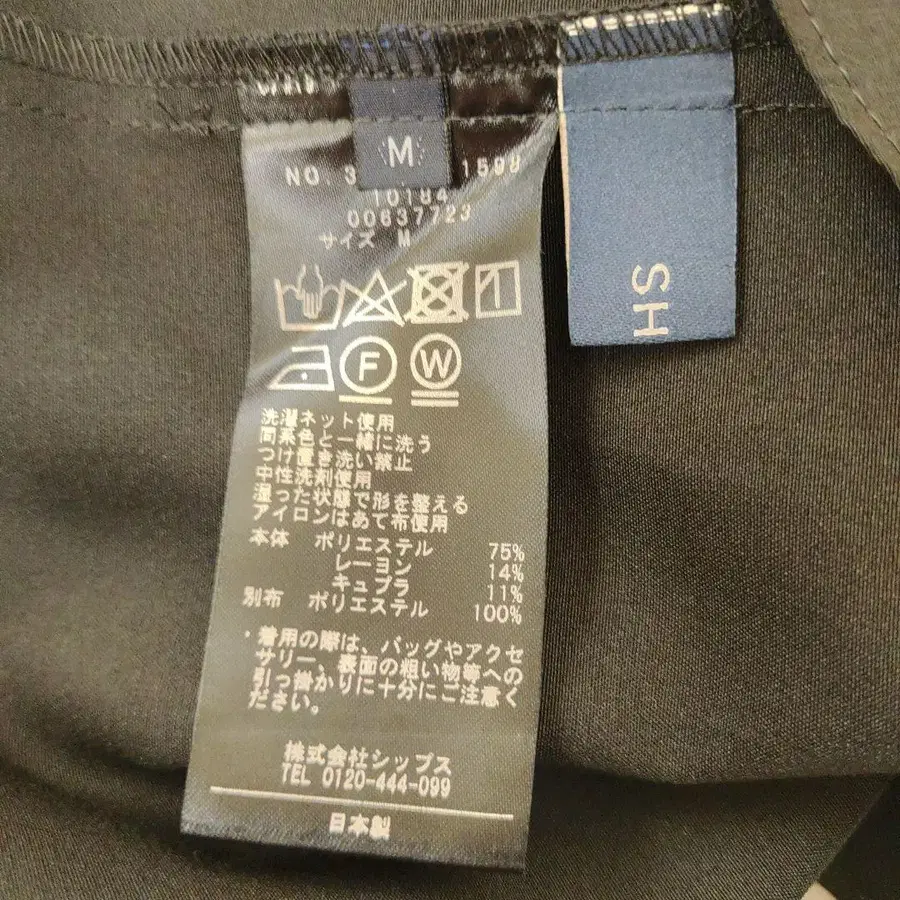 M
NO. 3 1598
10184
00637723
サイズ M
F
W
洗濯ネット使用
同系色と一緒に洗う
つけ置き洗い禁止
中性洗剤使用
湿った状態で形を整える
アイロンはあて布使用
本体 ポリエステル 75%
レーヨン 14%
キュプラ 11%
別布 ポリエステル 100%
・着用の際は、バッグやアクセ
サリー、表面の粗い物等への
引っ掛かりに十分にご注意く
ださい。
株式会社シップス
TEL 0120-444-099
日本製
SH